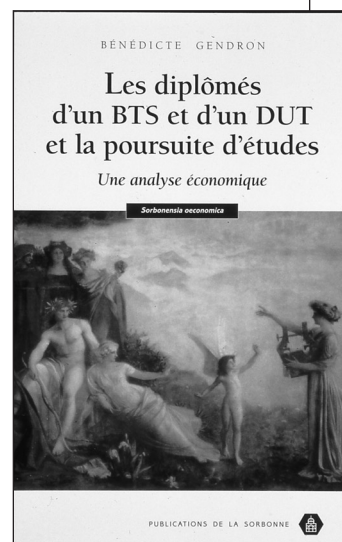 BÉNÉDICTE GENDRON
Les diplômés
d'un BTS et d'un DUT
et la poursuite d'études
Une analyse économique
Sorbonensia oeconomica
PUBLICATIONS DE LA SORBONNE